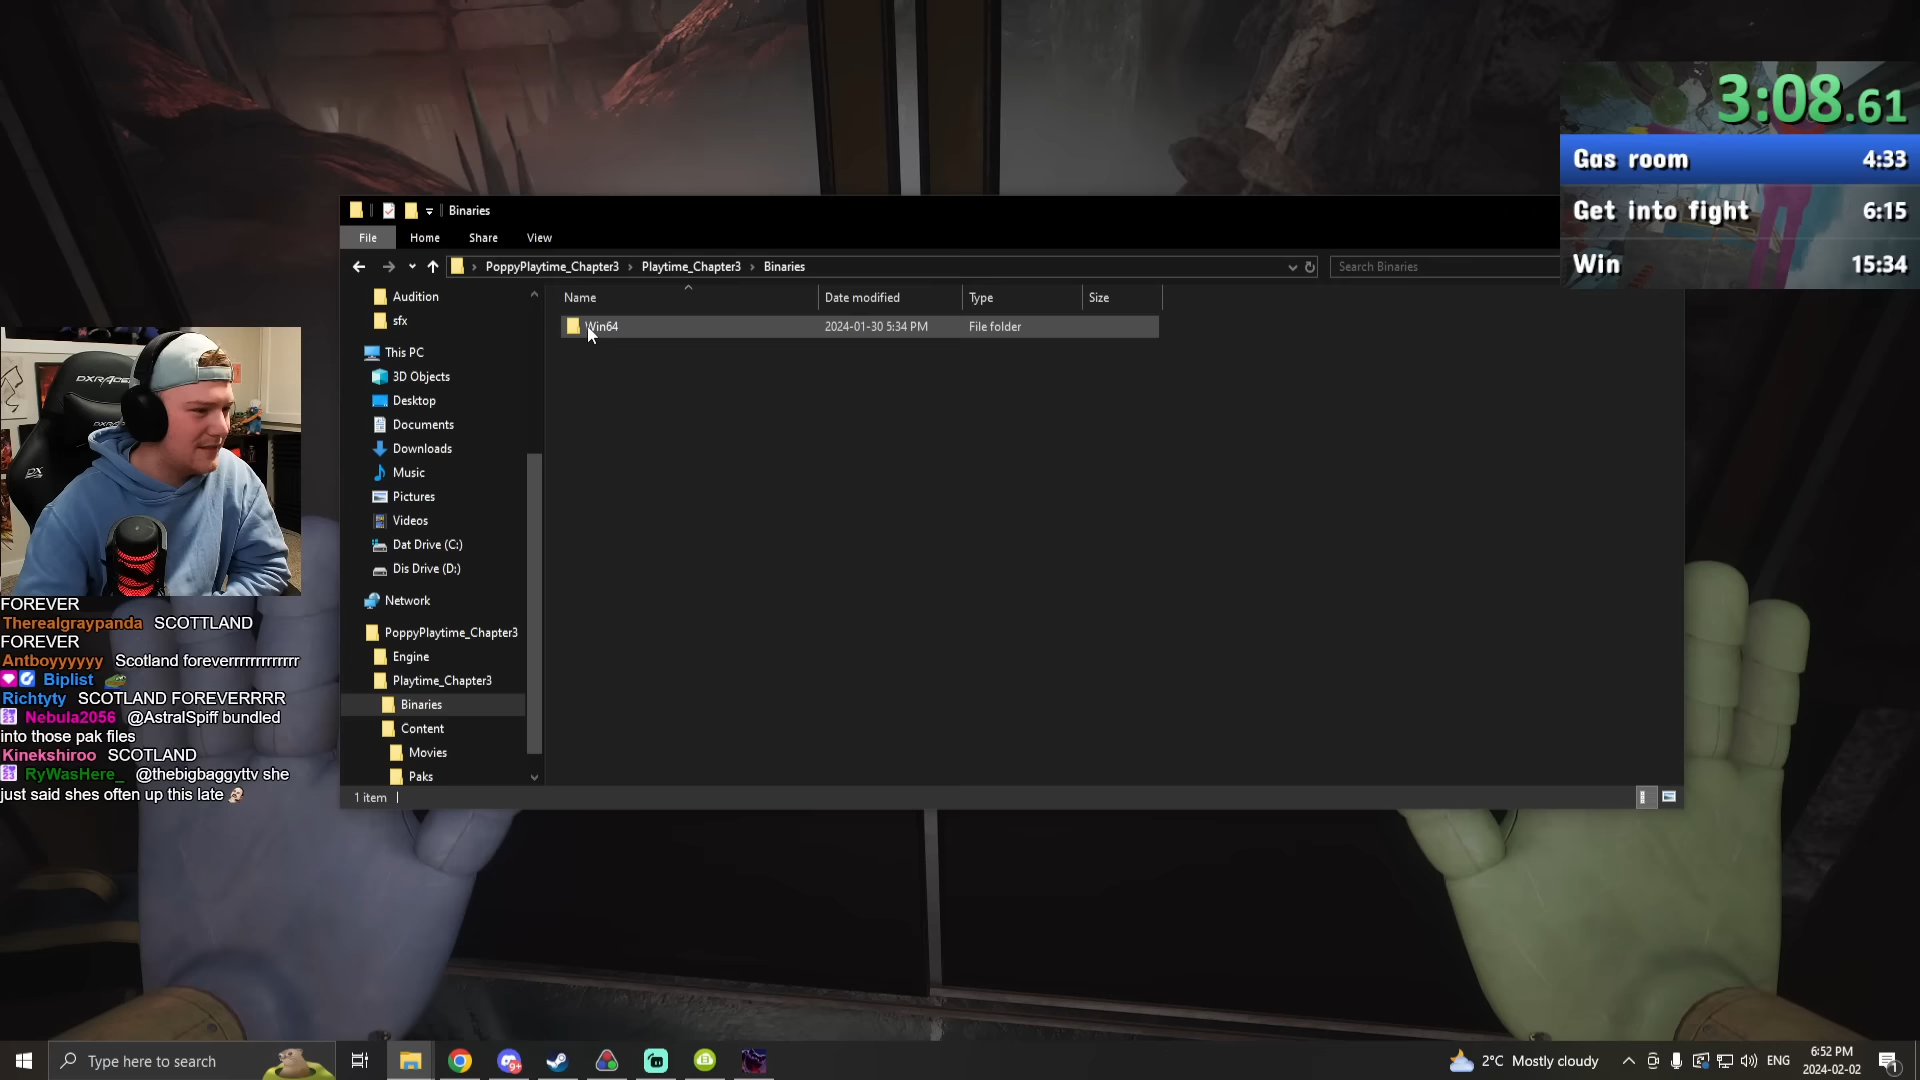 3:08.61
Gas room 4:33
Get into fight 6:15
Win 15:34
Binaries
File Home Share View
PoppyPlaytime_Chapter3 Playtime_Chapter3 Binaries
Search Binaries
Name Date modified Type Size
Win64 2024-01-30 5:34 PM File folder
Audition
sfx
This PC
3D Objects
Desktop
Documents
Downloads
Music
Pictures
Videos
Dat Drive (C:)
Dis Drive (D:)
Network
PoppyPlaytime_Chapter3
Engine
Playtime_Chapter3
Binaries
Content
Movies
Paks
1 item
DXRACER
DX
FOREVER
Therealgraypanda SCOTTLAND
FOREVER
Antboyyyyyy Scotland foreverrrrrrrrrrrrr
Biplist
Richtyty SCOTLAND FOREVERRRR
Nebula2056 @AstralSpiff bundled
into those pak files
Kinekshiroo SCOTLAND
RyWasHere_ @thebigbaggyttv she
just said shes often up this late
Type here to search
9+
2°C Mostly cloudy
ENG
6:52 PM
2024-02-02
1